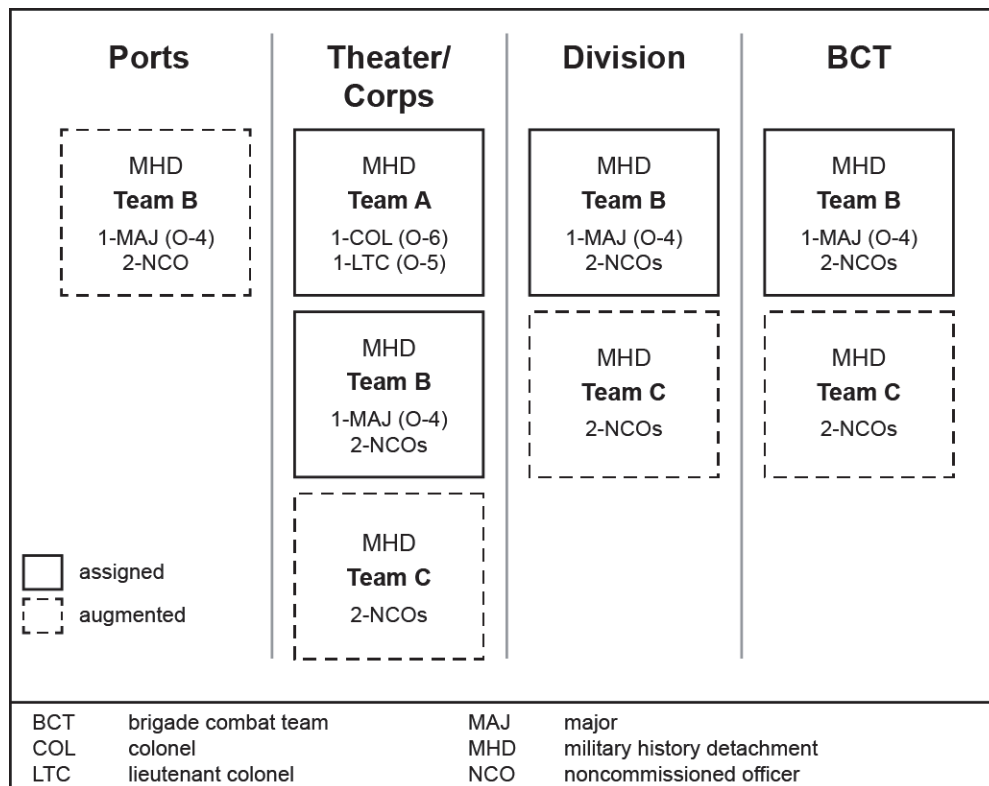 Ports
MHD
Team B
1-MAJ (O-4)
2-NCO
Theater/
Corps
MHD
Team A
1-COL (O-6)
1-LTC (O-5)
MHD
Team B
1-MAJ (O-4)
2-NCOs
MHD
Team C
2-NCOs
Division
MHD
Team B
1-MAJ (O-4)
2-NCOs
MHD
Team C
2-NCOs
BCT
MHD
Team B
1-MAJ (O-4)
2-NCOs
MHD
Team C
2-NCOs
assigned
augmented
BCT brigade combat team
COL colonel
LTC lieutenant colonel
MAJ major
MHD military history detachment
NCO noncommissioned officer